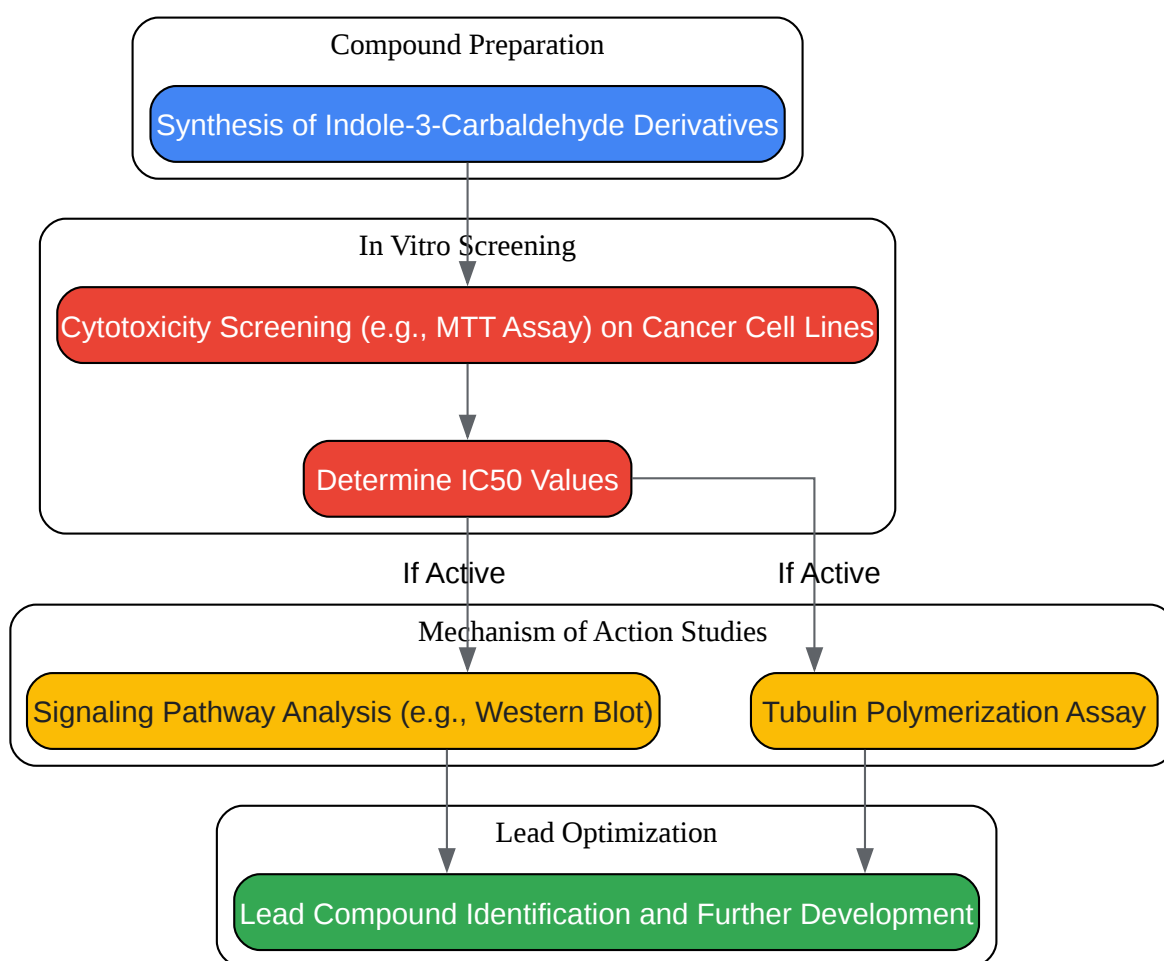 Compound Preparation
Synthesis of Indole-3-Carbaldehyde Derivatives
In Vitro Screening
Cytotoxicity Screening (e.g., MTT Assay) on Cancer Cell Lines
Determine IC50 Values
If Active
If Active
Mechanism of Action Studies
Signaling Pathway Analysis (e.g., Western Blot)
Tubulin Polymerization Assay
Lead Optimization
Lead Compound Identification and Further Development